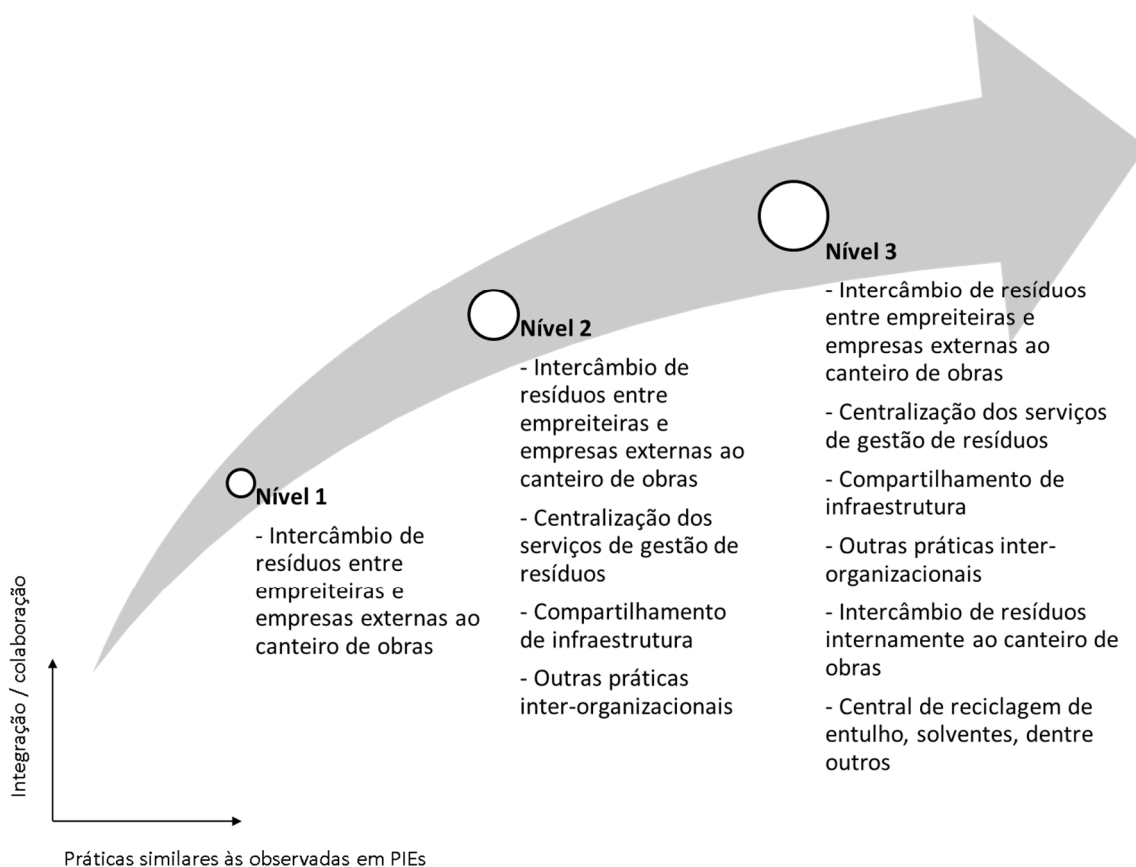 Nível 1
- Intercâmbio de
resíduos entre
empreiteiras e
empresas externas ao
canteiro de obras
Nível 2
- Intercâmbio de
resíduos entre
empreiteiras e
empresas externas ao
canteiro de obras
- Centralização dos
serviços de gestão de
resíduos
- Compartilhamento
de infraestrutura
- Outras práticas
inter-organizacionais
Nível 3
- Intercâmbio de resíduos
entre empreiteiras e
empresas externas ao
canteiro de obras
- Centralização dos serviços
de gestão de resíduos
- Compartilhamento de
infraestrutura
- Outras práticas inter-
organizacionais
- Intercâmbio de resíduos
internamente ao canteiro de
obras
- Central de reciclagem de
entulho, solventes, dentre
outros
Integração / colaboração
Práticas similares às observadas em PIEs